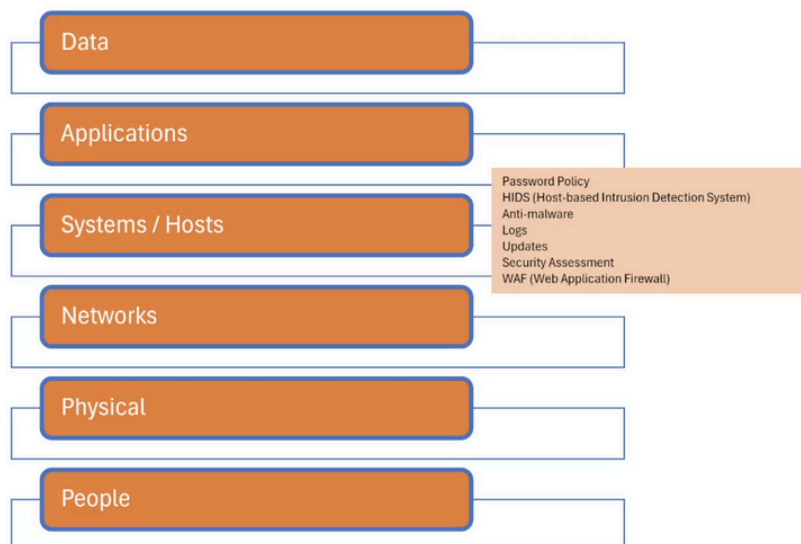 Data
Applications
Systems / Hosts
Password Policy
HIDS (Host-based Intrusion Detection System)
Anti-malware
Logs
Updates
Security Assessment
WAF (Web Application Firewall)
Networks
Physical
People